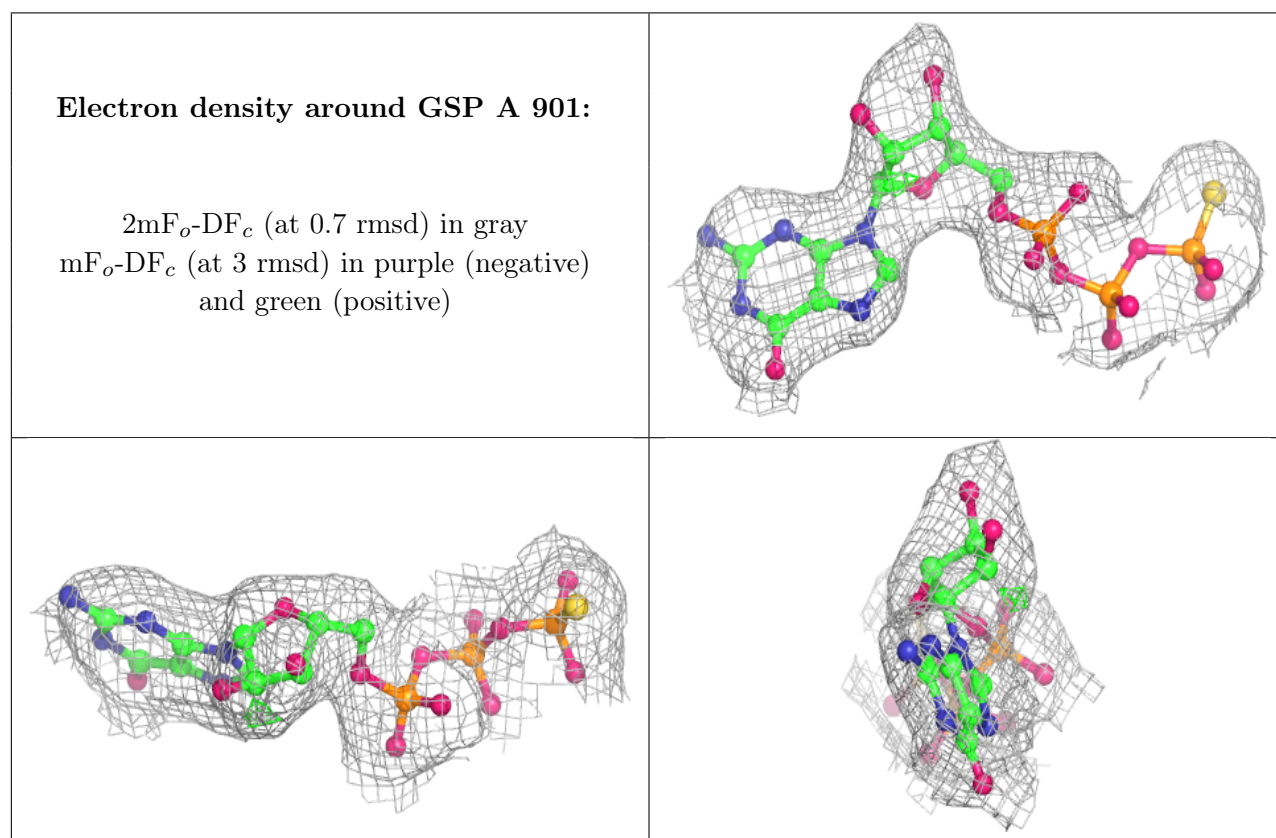 Electron density around GSP A 901:
2mFo-DFc (at 0.7 rmsd) in gray
mFo-DFc (at 3 rmsd) in purple (negative)
and green (positive)